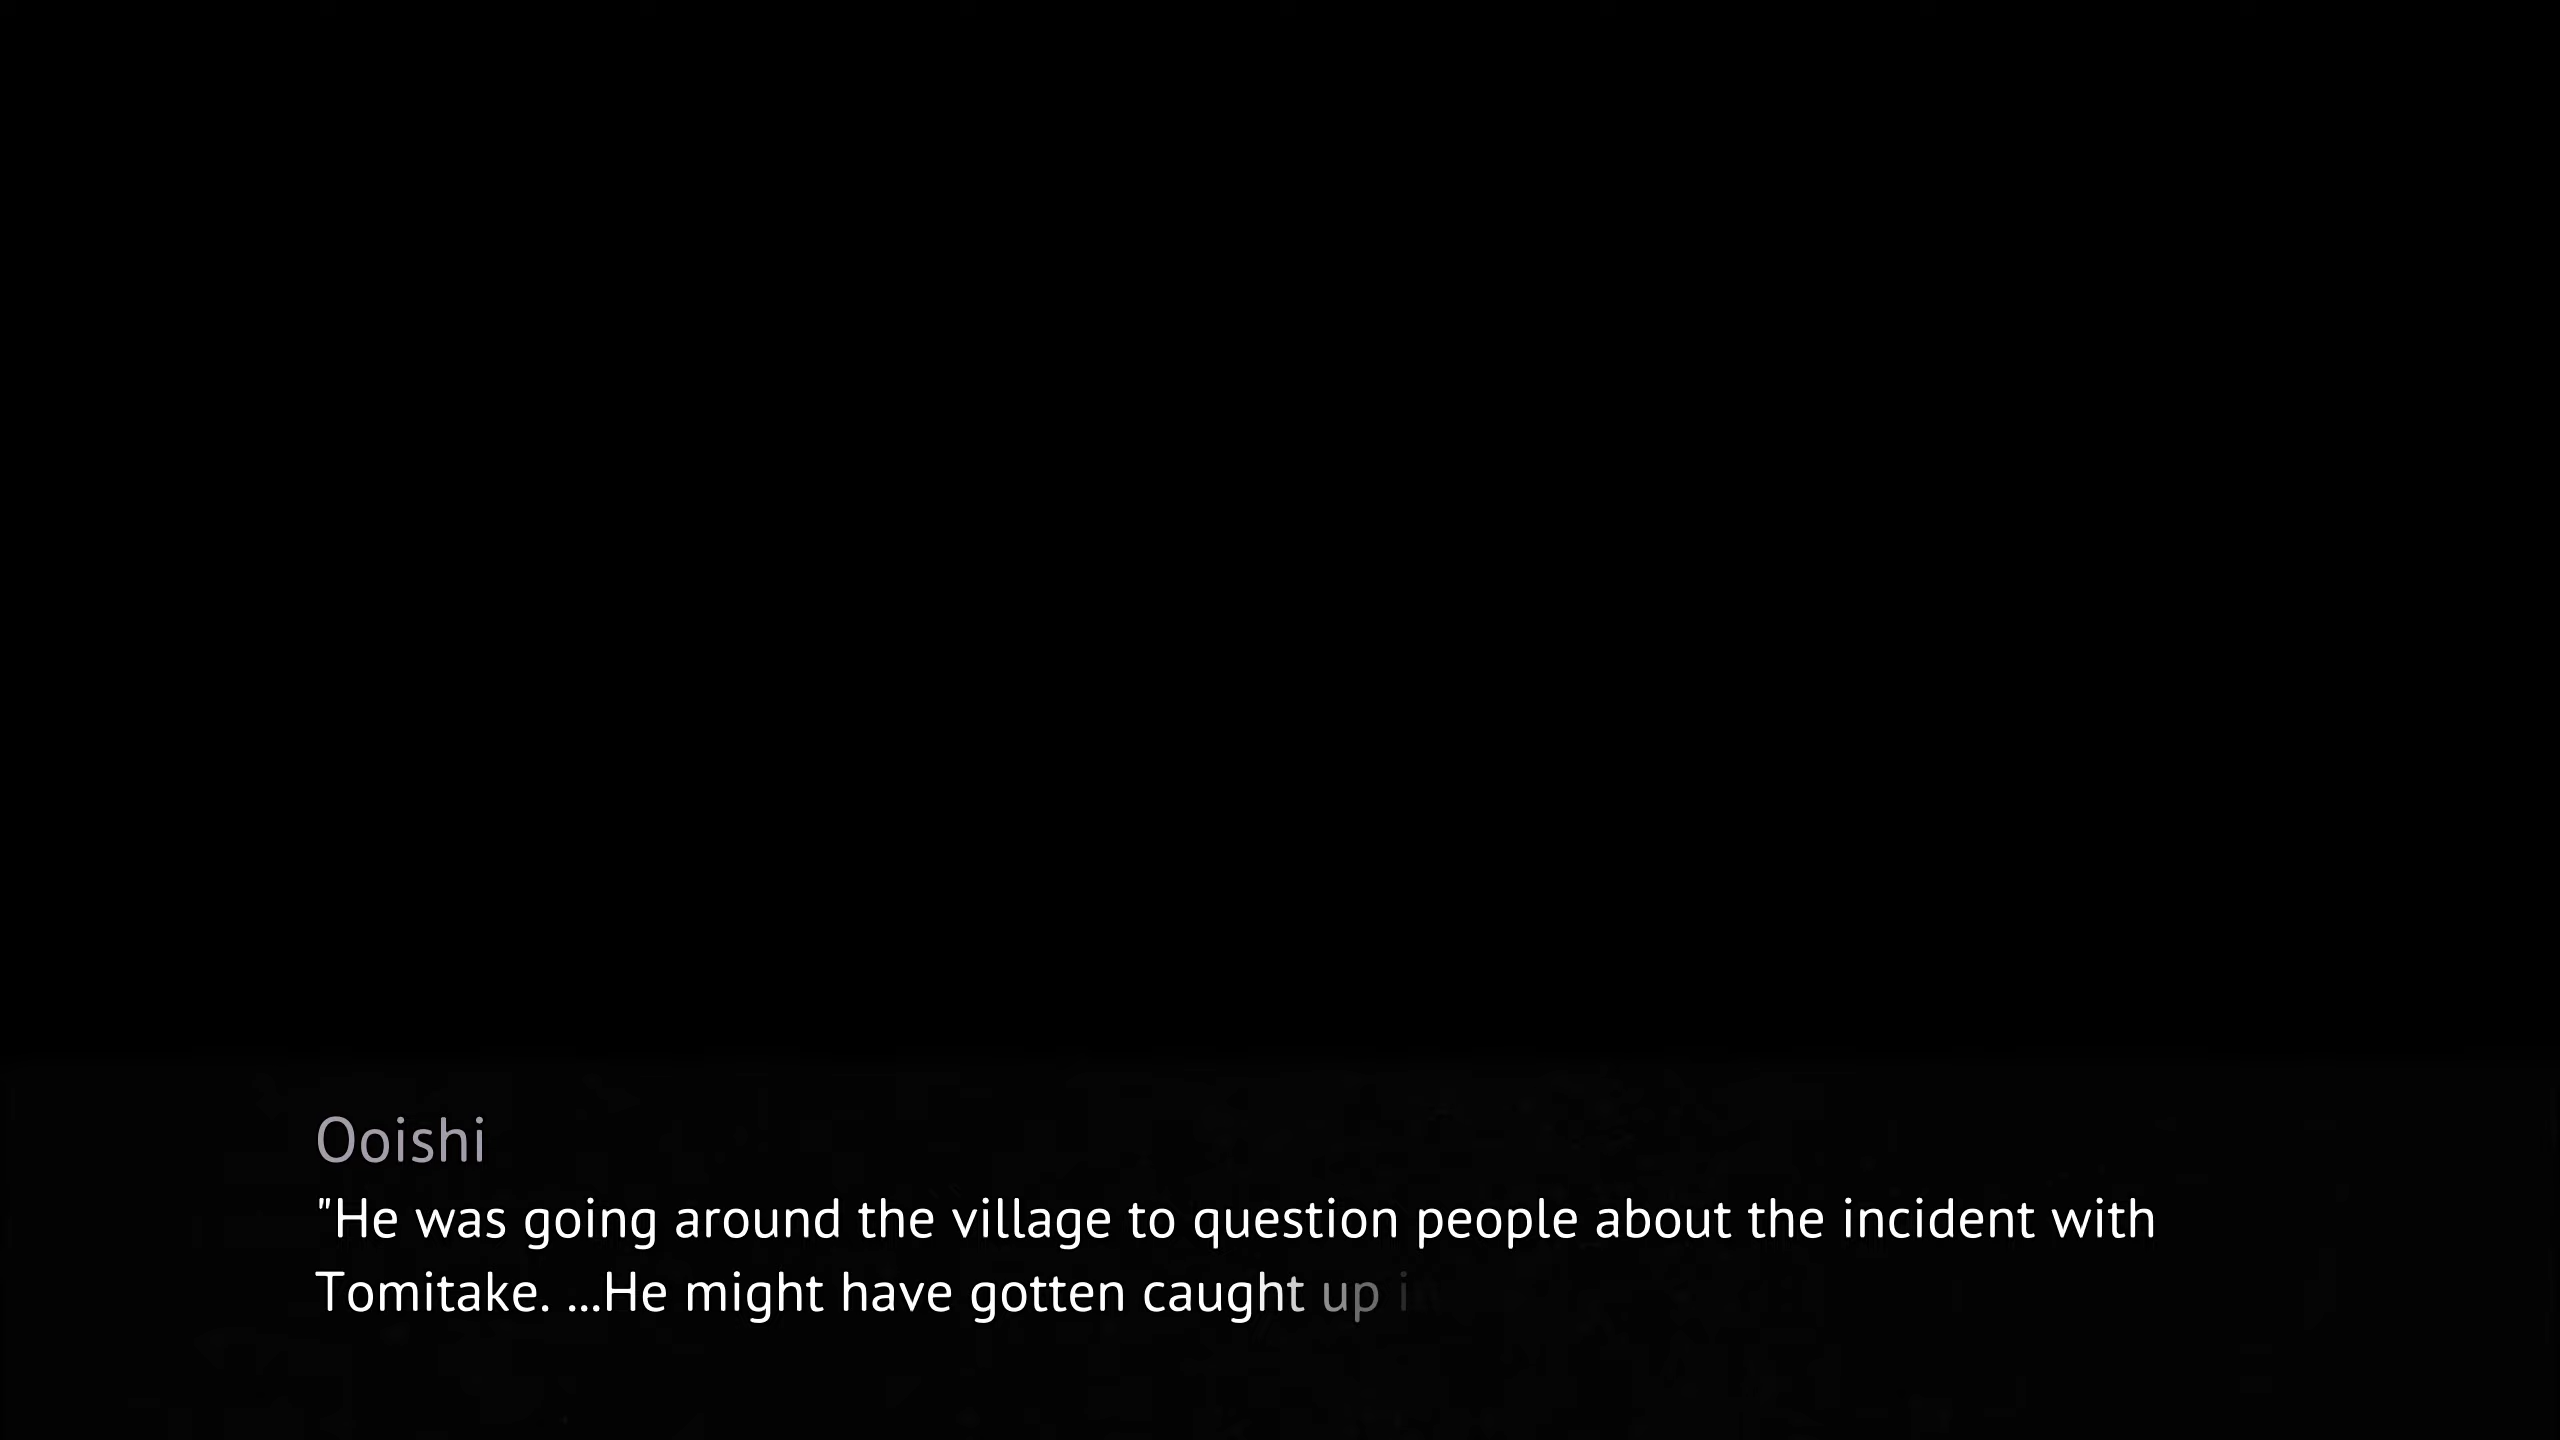 Ooishi
"He was going around the village to question people about the incident with
Tomitake. ...He might have gotten caught up i